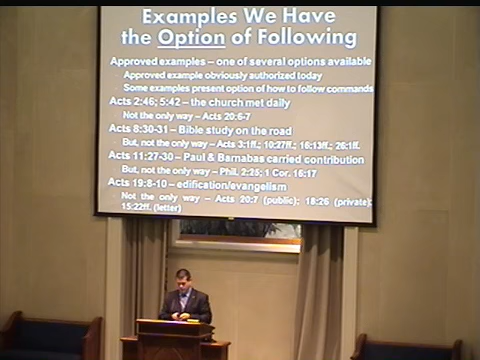 Examples We Have
the Option of Following
Approved examples – one of several options available
Approved example obviously authorized today
Some examples present option of how to follow commands
Acts 2:46; 5:42 – the church met daily
Not the only way – Acts 20:6-7
Acts 8:30-31 – Bible study on the road
But, not the only way – Acts 3:1ff.; 10:27ff.; 16:13ff.; 26:1ff.
Acts 11:27-30 – Paul & Barnabas carried contribution
But, not the only way – Phil. 2:25; 1 Cor. 16:17
Acts 19:8-10 – edification/evangelism
Not the only way – Acts 20:7 (public); 18:26 (private);
15:22ff. (letter)